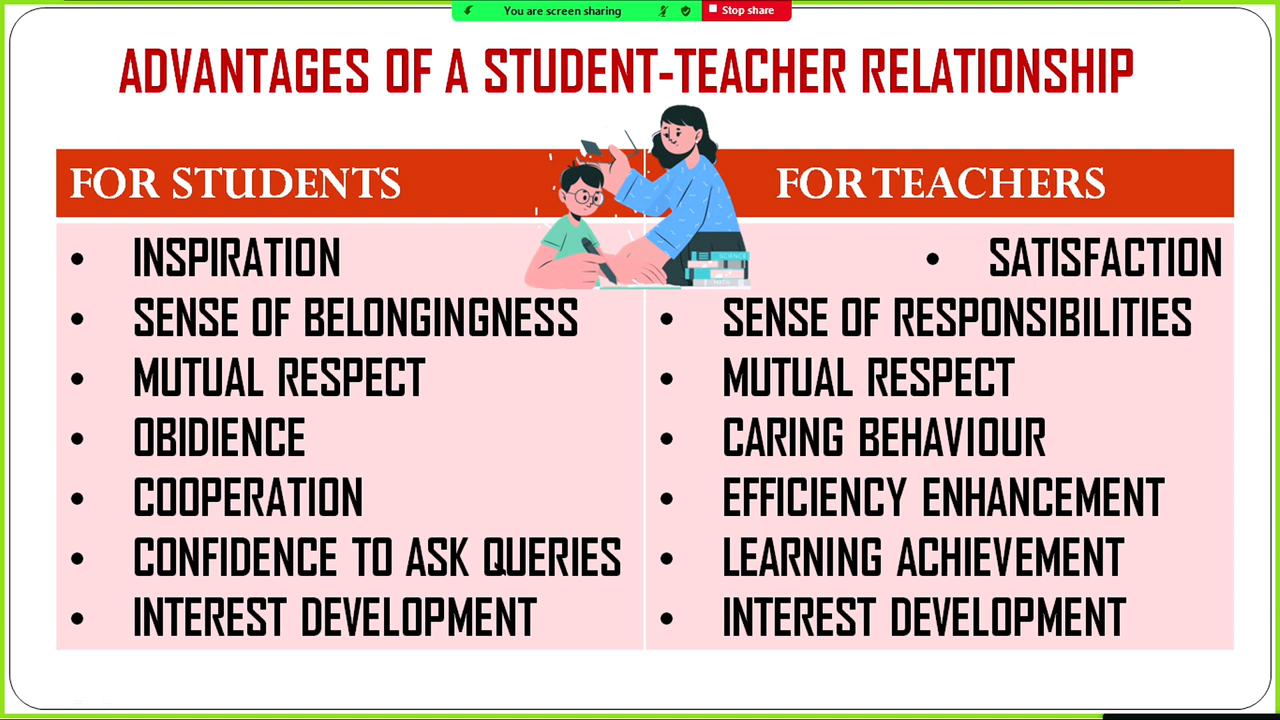 You are screen sharing
Stop share
ADVANTAGES OF A STUDENT-TEACHER RELATIONSHIP
FOR STUDENTS
• INSPIRATION
• SENSE OF BELONGINGNESS
• MUTUAL RESPECT
• OBIDIENCE
• COOPERATION
• CONFIDENCE TO ASK QUERIES
• INTEREST DEVELOPMENT
FOR TEACHERS
• SATISFACTION
• SENSE OF RESPONSIBILITIES
• MUTUAL RESPECT
• CARING BEHAVIOUR
• EFFICIENCY ENHANCEMENT
• LEARNING ACHIEVEMENT
• INTEREST DEVELOPMENT
SCIENCE
MATH